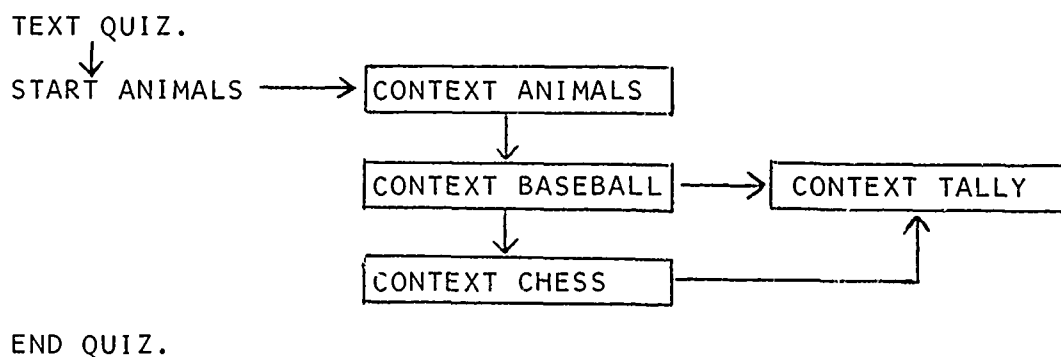 TEXT QUIZ.
START ANIMALS
CONTEXT ANIMALS
CONTEXT BASEBALL
CONTEXT TALLY
CONTEXT CHESS
END QUIZ.